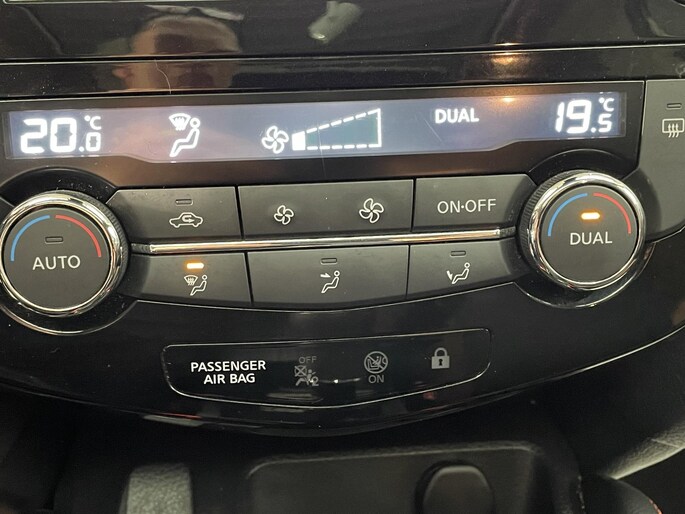 20.0 °C DUAL 19.5 °C
ON·OFF
AUTO DUAL
PASSENGER
AIR BAG
OFF
ON